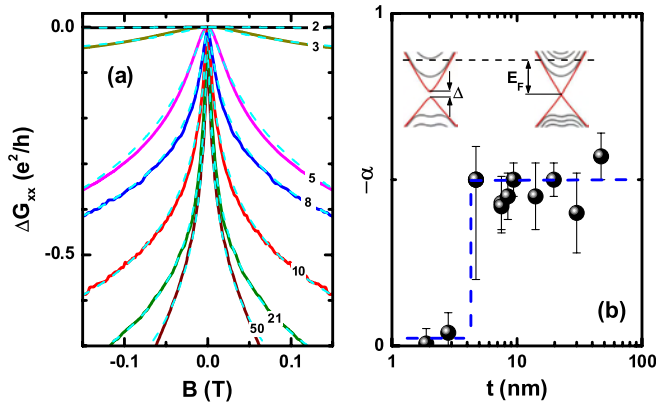 0.0
-0.5
ΔG_xx (e²/h)
(a)
2
3
5
8
10
21
50
-0.1
0.0
0.1
B (T)
−α
1
0
E_F
Δ
(b)
1
10
100
t (nm)